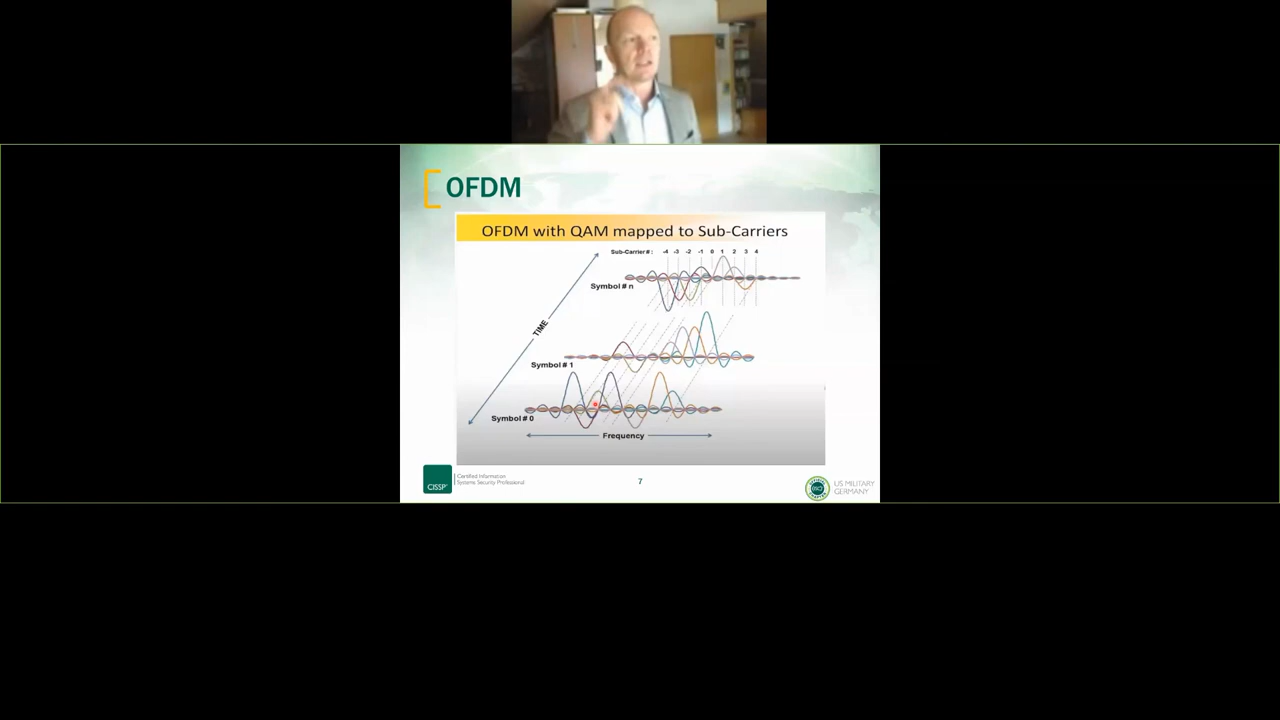 OFDM
OFDM with QAM mapped to Sub-Carriers
Sub-Carrier # : -4 -3 -2 -1 0 1 2 3 4
Symbol # n
TIME
Symbol # 1
Symbol # 0
Frequency
CISSP
Certified Information
Systems Security Professional
7
US MILITARY
GERMANY